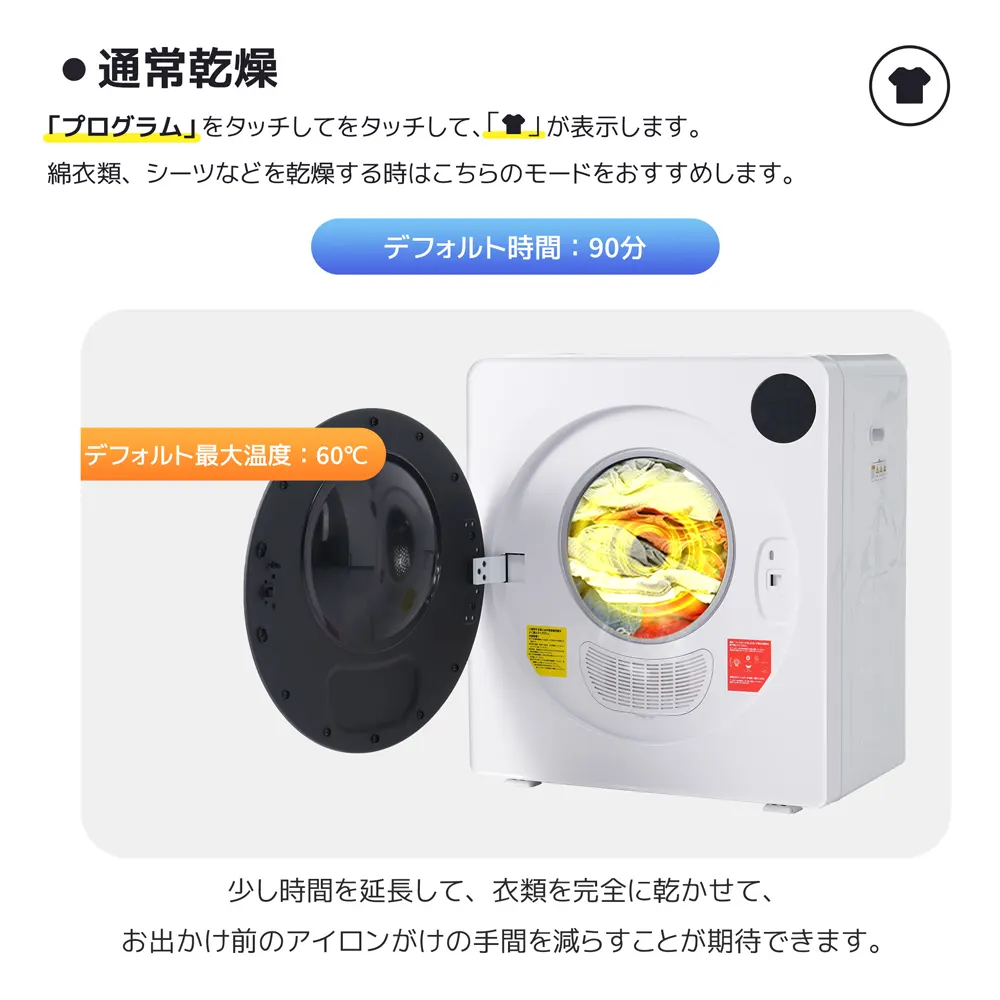 ● 通常乾燥
「プログラム」をタッチしてをタッチして、「👕」が表示します。
綿衣類、シーツなどを乾燥する時はこちらのモードをおすすめします。
デフォルト時間：90分
デフォルト最大温度：60℃
少し時間を延長して、衣類を完全に乾かせて、
お出かけ前のアイロンがけの手間を減らすことが期待できます。